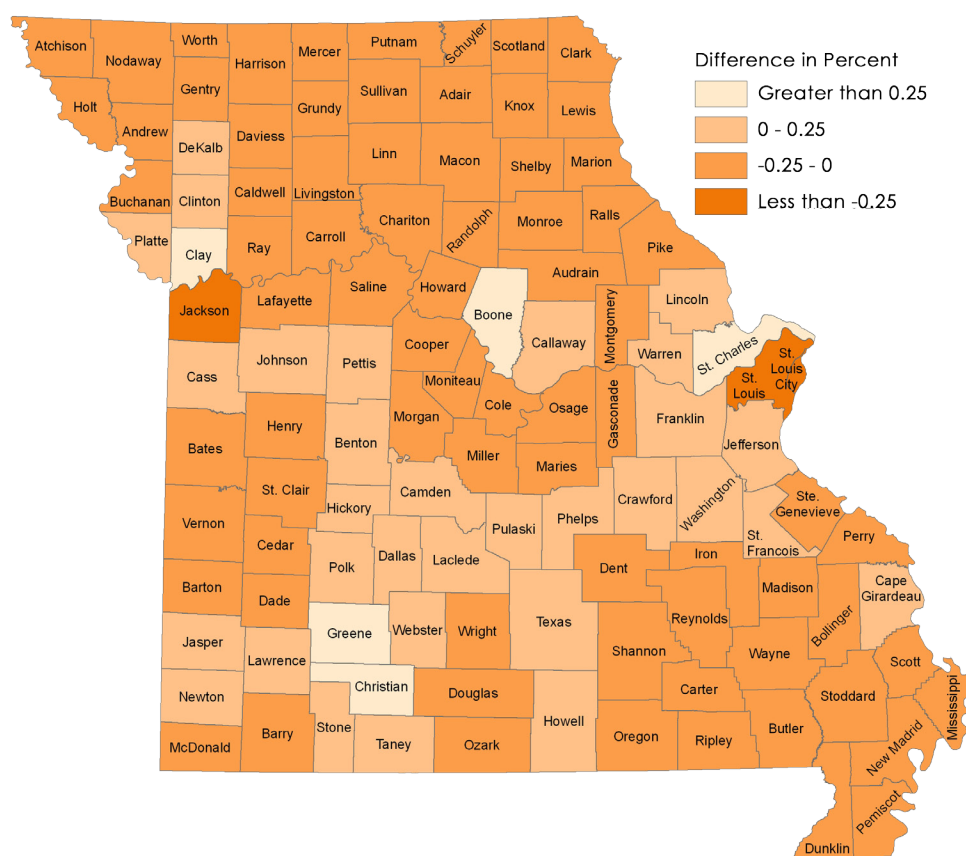 Difference in Percent
Greater than 0.25
0 - 0.25
-0.25 - 0
Less than -0.25
Atchison
Nodaway
Worth
Harrison
Mercer
Putnam
Schuyler
Scotland
Clark
Holt
Andrew
Gentry
Grundy
Sullivan
Adair
Knox
Lewis
DeKalb
Daviess
Linn
Macon
Shelby
Marion
Buchanan
Clinton
Caldwell
Livingston
Chariton
Randolph
Monroe
Ralls
Pike
Platte
Clay
Ray
Carroll
Saline
Howard
Audrain
Jackson
Lafayette
Boone
Callaway
Montgomery
Lincoln
Warren
St. Charles
St.
Louis
City
St.
Louis
Cass
Johnson
Pettis
Cooper
Moniteau
Cole
Osage
Gasconade
Franklin
Jefferson
Bates
Henry
Benton
Morgan
Miller
Maries
Vernon
St. Clair
Hickory
Camden
Pulaski
Phelps
Crawford
Washington
St.
Francois
Ste.
Genevieve
Perry
Barton
Cedar
Polk
Dallas
Laclede
Dent
Iron
Madison
Bollinger
Cape
Girardeau
Jasper
Dade
Greene
Webster
Wright
Texas
Shannon
Reynolds
Wayne
Scott
Mississippi
Newton
Lawrence
Christian
Douglas
Howell
Carter
Butler
Stoddard
New Madrid
McDonald
Barry
Stone
Taney
Ozark
Oregon
Ripley
Pemiscot
Dunklin